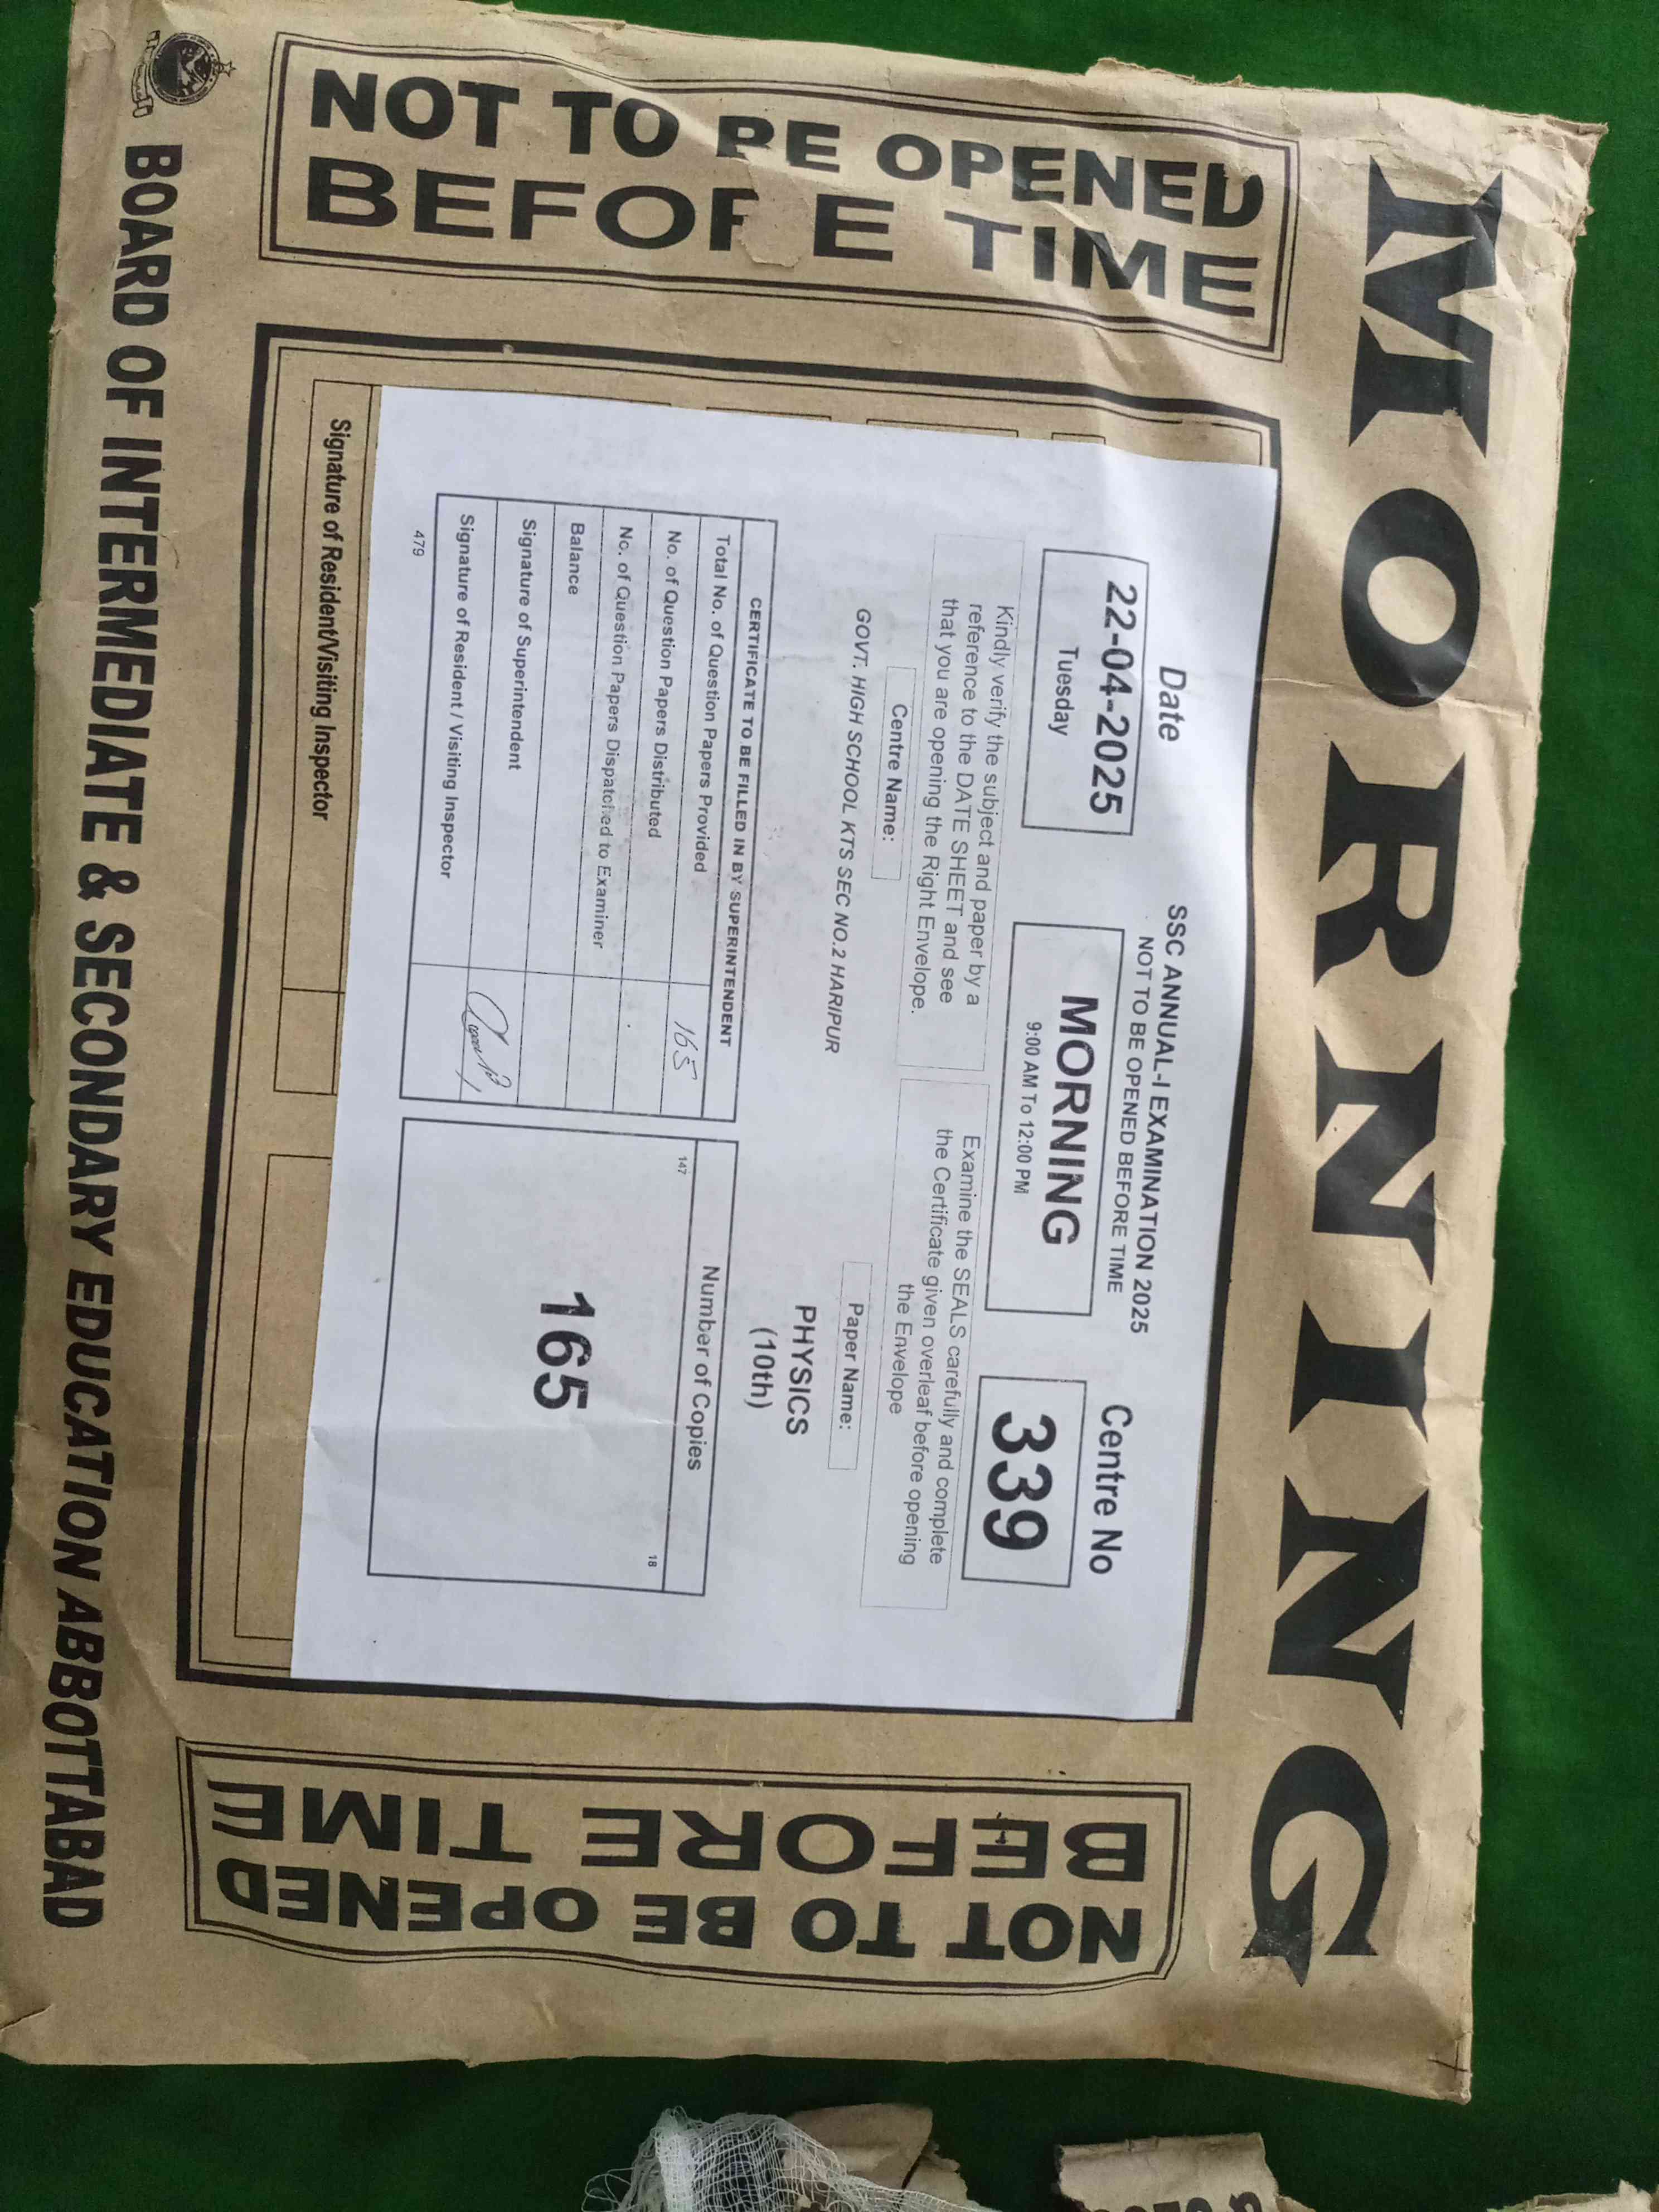 MORNING
NOT TO BE OPENED
BEFORE TIME
Date
22-04-2025
Tuesday
SSC ANNUAL-I EXAMINATION 2025
NOT TO BE OPENED BEFORE TIME
MORNING
9:00 AM To 12:00 PM
Centre No
339
Kindly verify the subject and paper by a
reference to the DATE SHEET and see
that you are opening the Right Envelope.
Examine the SEALS carefully and complete
the Certificate given overleaf before opening
the Envelope
Centre Name:
GOVT. HIGH SCHOOL KTS SEC NO.2 HARIPUR
Paper Name:
PHYSICS
(10th)
CERTIFICATE TO BE FILLED IN BY SUPERINTENDENT
Total No. of Question Papers Provided 165
No. of Question Papers Distributed
No. of Question Papers Dispatched to Examiner
Balance
Signature of Superintendent
Signature of Resident / Visiting Inspector
479
Number of Copies
147
18
165
Signature of Resident/Visiting Inspector
NOT TO BE OPENED
BEFORE TIME
BOARD OF INTERMEDIATE & SECONDARY EDUCATION ABBOTTABAD